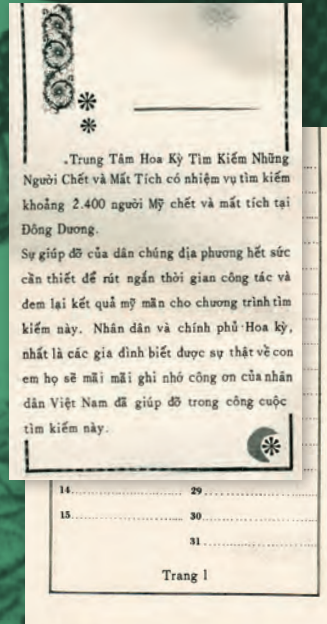 .Trung Tâm Hoa Kỳ Tìm Kiếm Những
Người Chết và Mất Tích có nhiệm vụ tìm kiếm
khoảng 2.400 người Mỹ chết và mất tích tại
Đông Dương.
Sự giúp đỡ của dân chúng địa phương hết sức
cần thiết để rút ngắn thời gian công tác và
đem lại kết quả mỹ mãn cho chương trình tìm
kiếm này. Nhân dân và chính phủ Hoa kỳ,
nhất là các gia đình biết được sự thật về con
em họ sẽ mãi mãi ghi nhớ công ơn của nhân
dân Việt Nam đã giúp đỡ trong công cuộc
tìm kiếm này.
14 29
15 30
31
Trang 1